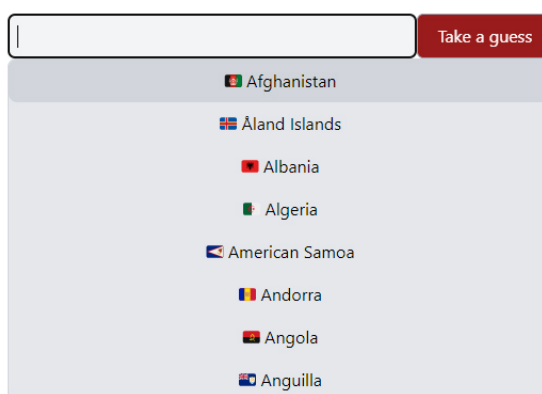 Take a guess
Afghanistan
Åland Islands
Albania
Algeria
American Samoa
Andorra
Angola
Anguilla